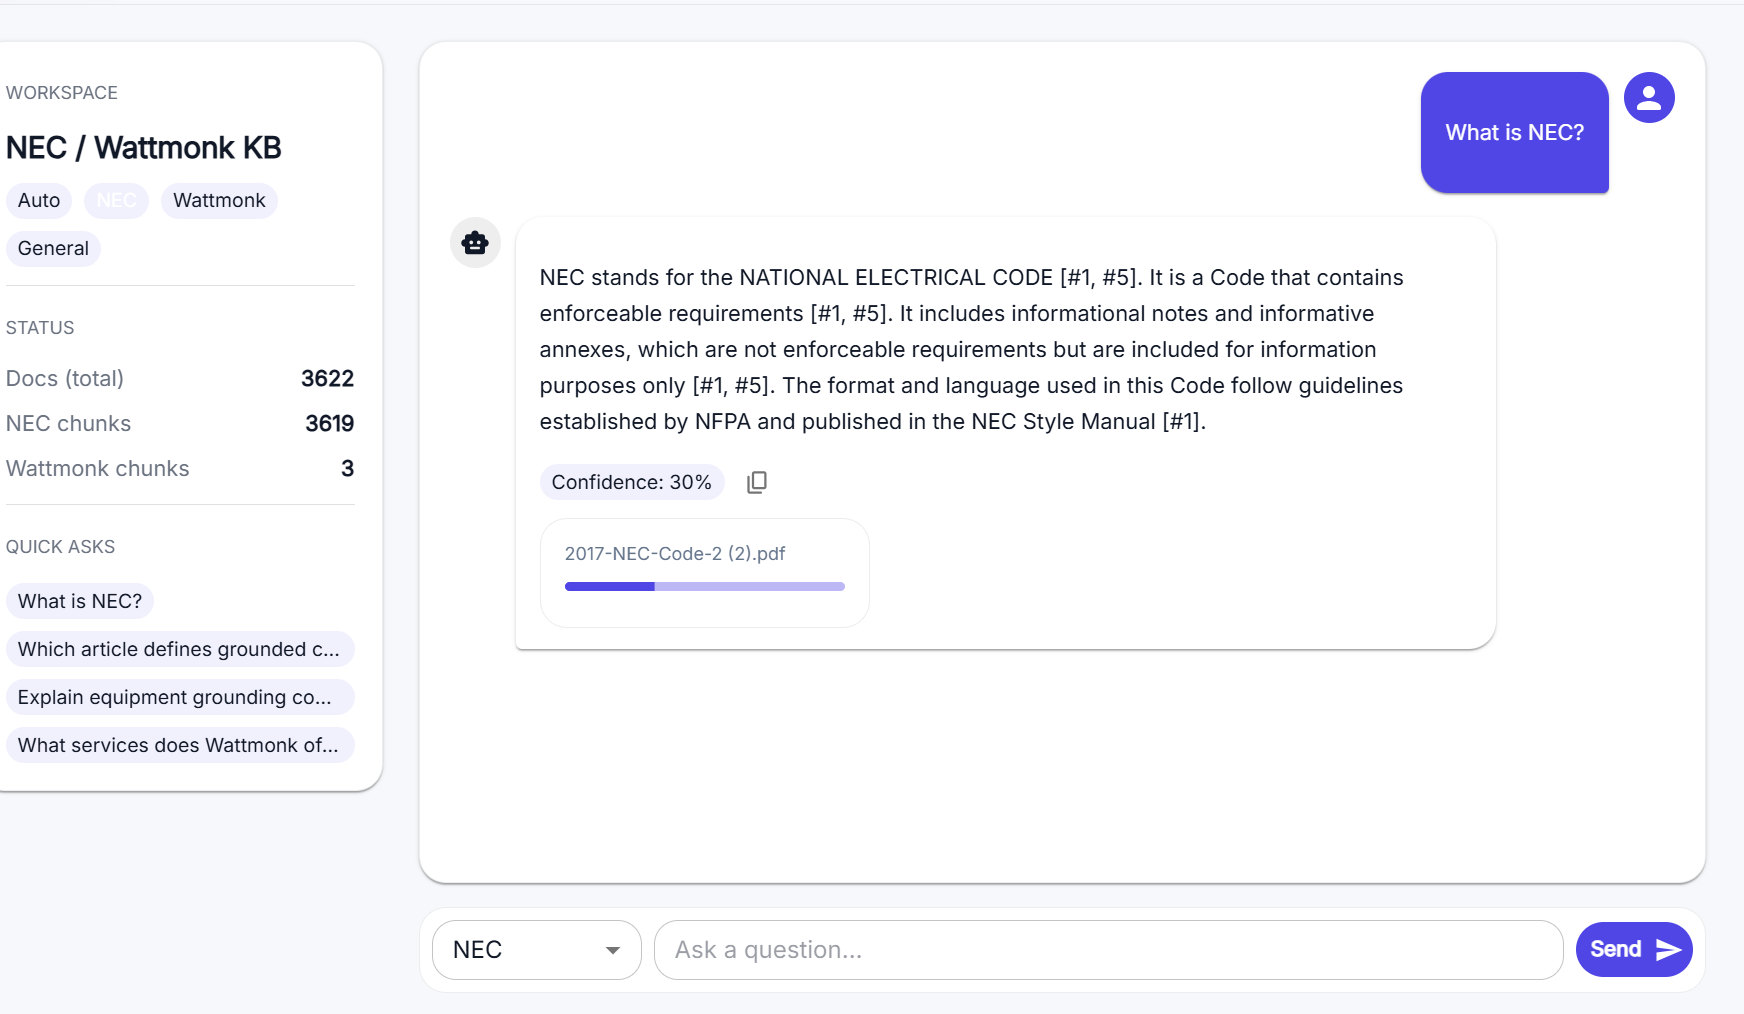 WORKSPACE
NEC / Wattmonk KB
Auto NEC Wattmonk
General
STATUS
Docs (total) 3622
NEC chunks 3619
Wattmonk chunks 3
QUICK ASKS
What is NEC?
Which article defines grounded c...
Explain equipment grounding co...
What services does Wattmonk of...
What is NEC?
NEC stands for the NATIONAL ELECTRICAL CODE [#1, #5]. It is a Code that contains
enforceable requirements [#1, #5]. It includes informational notes and informative
annexes, which are not enforceable requirements but are included for information
purposes only [#1, #5]. The format and language used in this Code follow guidelines
established by NFPA and published in the NEC Style Manual [#1].
Confidence: 30%
2017-NEC-Code-2 (2).pdf
NEC
Ask a question...
Send